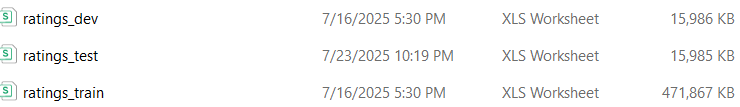 ratings_dev 7/16/2025 5:30 PM XLS Worksheet 15,986 KB
ratings_test 7/23/2025 10:19 PM XLS Worksheet 15,985 KB
ratings_train 7/16/2025 5:30 PM XLS Worksheet 471,867 KB